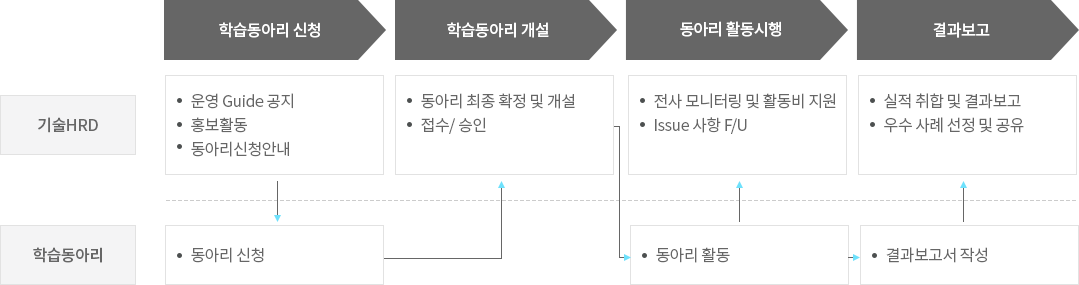 학습동아리 신청
학습동아리 개설
동아리 활동시행
결과보고
기술HRD
• 운영 Guide 공지
• 홍보활동
• 동아리신청안내
• 동아리 최종 확정 및 개설
• 접수/ 승인
• 전사 모니터링 및 활동비 지원
• Issue 사항 F/U
• 실적 취합 및 결과보고
• 우수 사례 선정 및 공유
학습동아리
• 동아리 신청
• 동아리 활동
• 결과보고서 작성